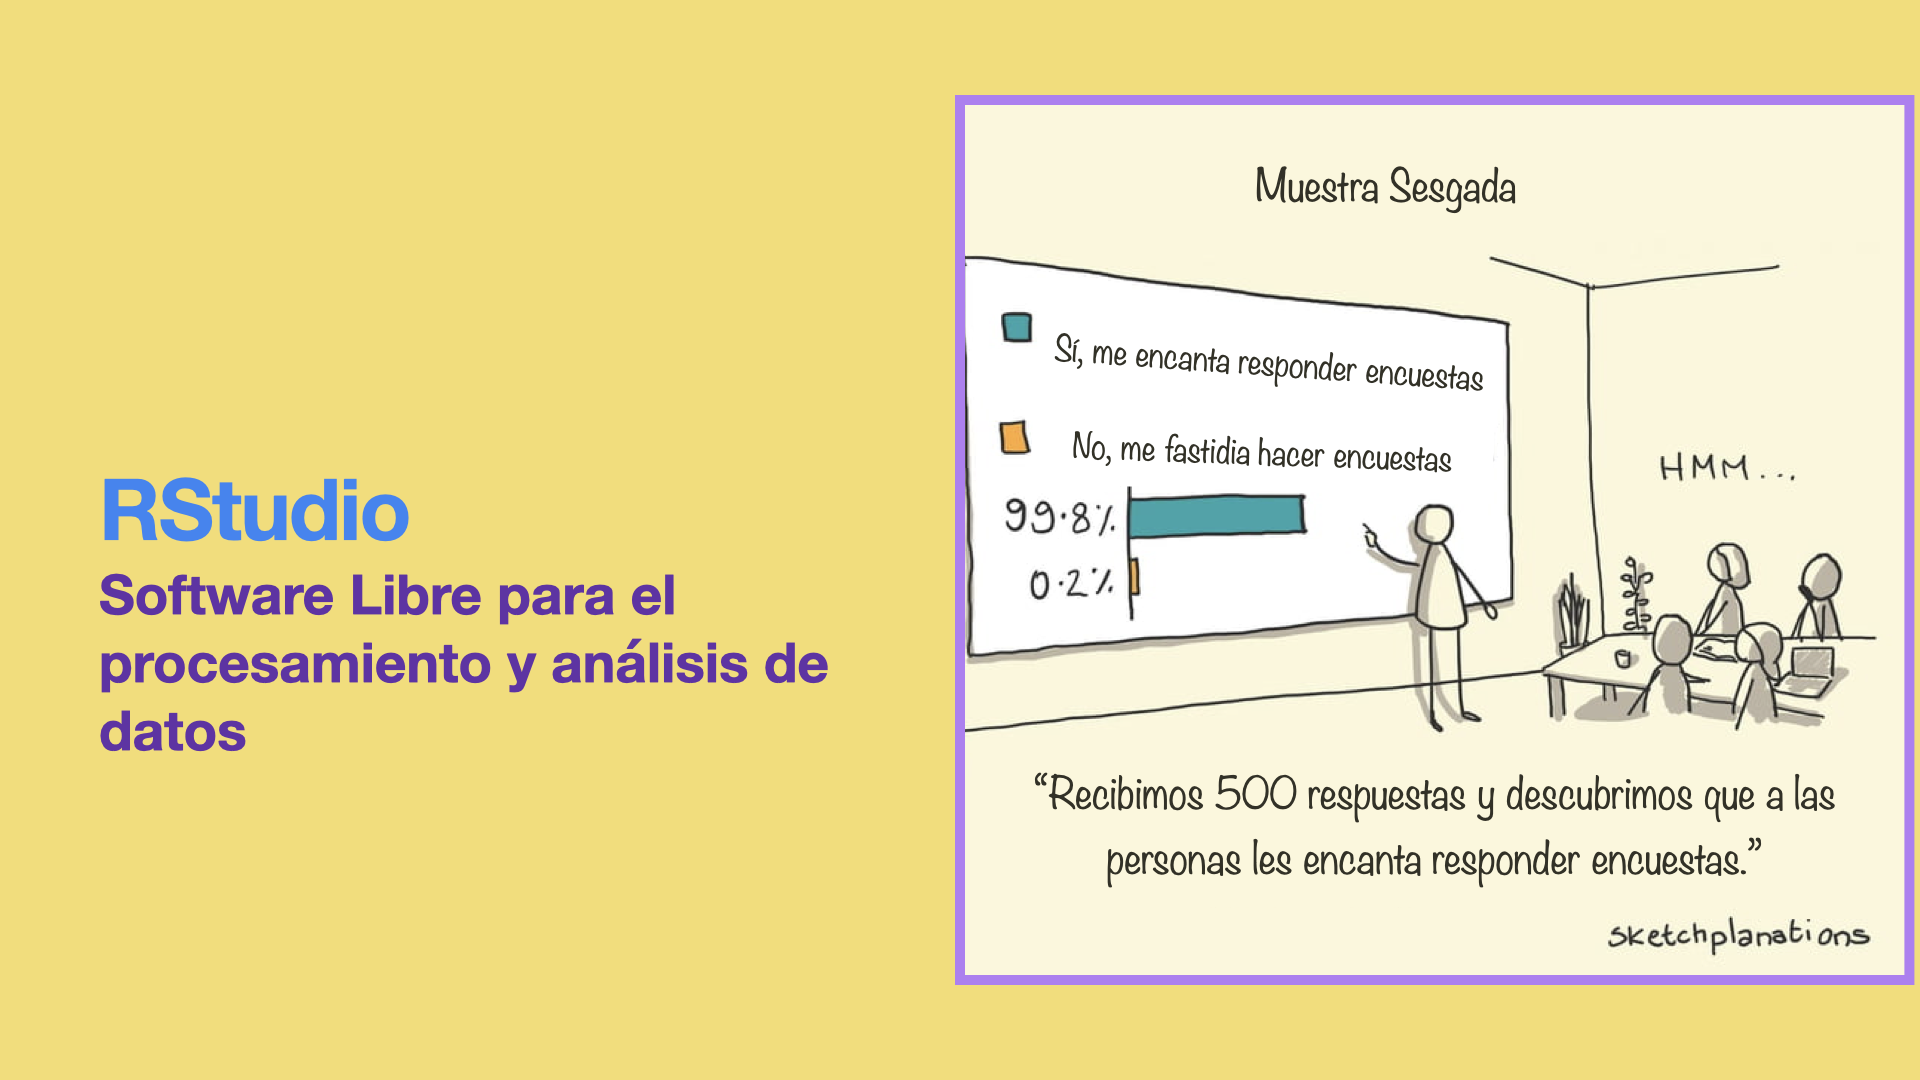 RStudio
Software Libre para el
procesamiento y análisis de
datos
Muestra Sesgada
Sí, me encanta responder encuestas
No, me fastidia hacer encuestas
99.8%
0.2%
HMM...
“Recibimos 500 respuestas y descubrimos que a las
personas les encanta responder encuestas.”
sketchplanations